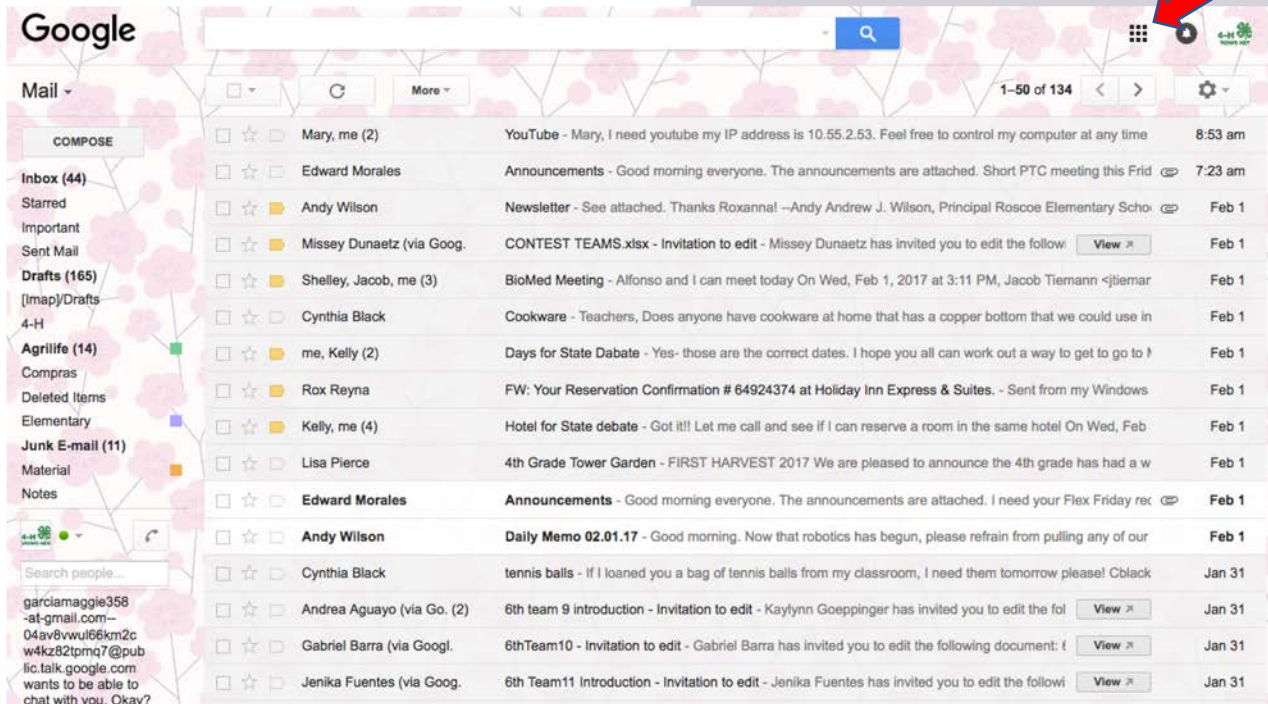 Google
4-H
GROWS HERE
Mail
More
1–50 of 134
COMPOSE
Inbox (44)
Starred
Important
Sent Mail
Drafts (165)
[Imap]/Drafts
4-H
Agrilife (14)
Compras
Deleted Items
Elementary
Junk E-mail (11)
Material
Notes
4-H
GROWS HERE
Search people...
garciamaggie358
-at-gmail.com--
04av8vwul66km2c
w4kz82tpmq7@pub
lic.talk.google.com
wants to be able to
chat with you. Okay?
Mary, me (2) YouTube - Mary, I need youtube my IP address is 10.55.2.53. Feel free to control my computer at any time 8:53 am
Edward Morales Announcements - Good morning everyone. The announcements are attached. Short PTC meeting this Frid 7:23 am
Andy Wilson Newsletter - See attached. Thanks Roxanna! --Andy Andrew J. Wilson, Principal Roscoe Elementary Schoo Feb 1
Missey Dunaetz (via Goog. CONTEST TEAMS.xlsx - Invitation to edit - Missey Dunaetz has invited you to edit the followi View Feb 1
Shelley, Jacob, me (3) BioMed Meeting - Alfonso and I can meet today On Wed, Feb 1, 2017 at 3:11 PM, Jacob Tiemann <jtieman Feb 1
Cynthia Black Cookware - Teachers, Does anyone have cookware at home that has a copper bottom that we could use in Feb 1
me, Kelly (2) Days for State Dabate - Yes- those are the correct dates. I hope you all can work out a way to get to go to Feb 1
Rox Reyna FW: Your Reservation Confirmation # 64924374 at Holiday Inn Express & Suites. - Sent from my Windows Feb 1
Kelly, me (4) Hotel for State debate - Got it!! Let me call and see if I can reserve a room in the same hotel On Wed, Feb Feb 1
Lisa Pierce 4th Grade Tower Garden - FIRST HARVEST 2017 We are pleased to announce the 4th grade has had a w Feb 1
Edward Morales Announcements - Good morning everyone. The announcements are attached. I need your Flex Friday rec Feb 1
Andy Wilson Daily Memo 02.01.17 - Good morning. Now that robotics has begun, please refrain from pulling any of our Feb 1
Cynthia Black tennis balls - If I loaned you a bag of tennis balls from my classroom, I need them tomorrow please! Cblack Jan 31
Andrea Aguayo (via Go. (2) 6th team 9 introduction - Invitation to edit - Kaylynn Goeppinger has invited you to edit the fol View Jan 31
Gabriel Barra (via Googl. 6thTeam10 - Invitation to edit - Gabriel Barra has invited you to edit the following document: 6 View Jan 31
Jenika Fuentes (via Goog. 6th Team11 Introduction - Invitation to edit - Jenika Fuentes has invited you to edit the followi View Jan 31